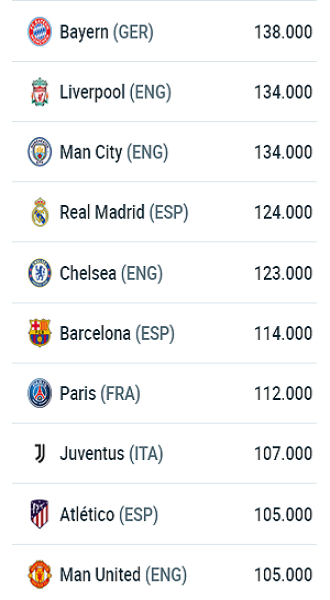 Bayern (GER) 138.000
Liverpool (ENG) 134.000
Man City (ENG) 134.000
Real Madrid (ESP) 124.000
Chelsea (ENG) 123.000
Barcelona (ESP) 114.000
Paris (FRA) 112.000
Juventus (ITA) 107.000
Atlético (ESP) 105.000
Man United (ENG) 105.000